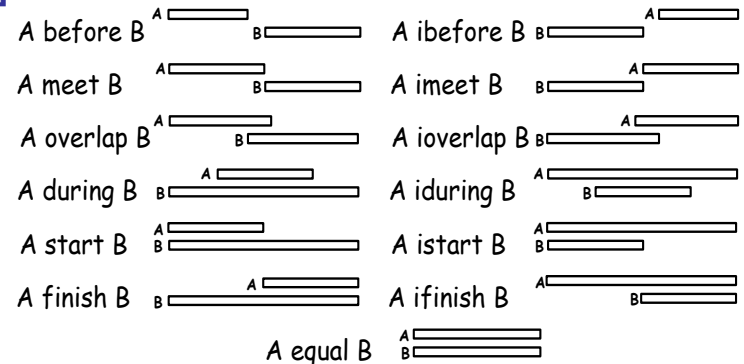 A before B A B A ibefore B A B
A meet B A B A imeet B A B
A overlap B A B A ioverlap B A B
A during B A B A iduring B A B
A start B A B A istart B A B
A finish B A B A ifinish B A B
A equal B A B